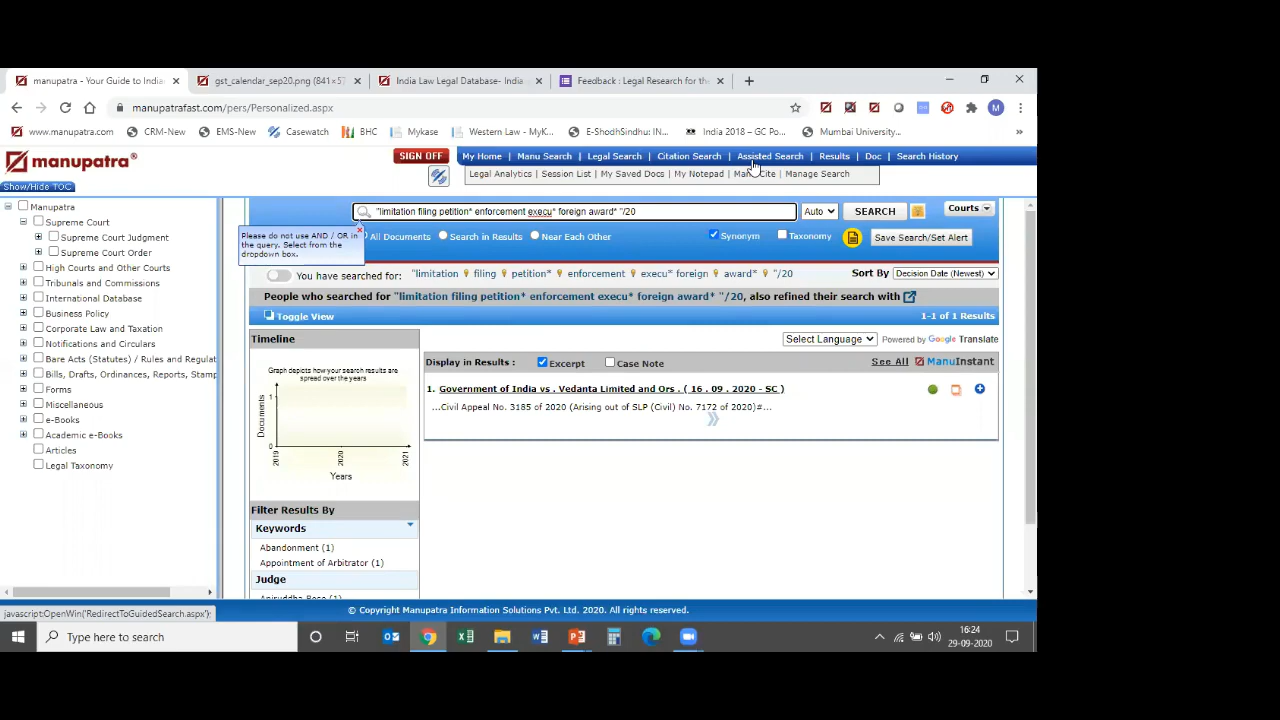 manupatra - Your Guide to India
gst_calendar_sep20.png (841×57
India Law Legal Database- India
Feedback : Legal Research for the
manupatrafast.com/pers/Personalized.aspx
M
www.manupatra.com
CRM-New
EMS-New
Casewatch
BHC
Mykase
Western Law - MyK...
E-ShodhSindhu: IN...
India 2018 – GC Po...
Mumbai University...
manupatra®
SIGN OFF
My Home | Manu Search | Legal Search | Citation Search | Assisted Search | Results | Doc | Search History
Legal Analytics | Session List | My Saved Docs | My Notepad | Manu Cite | Manage Search
Show/Hide TOC
Manupatra
Supreme Court
Supreme Court Judgment
Supreme Court Order
High Courts and Other Courts
Tribunals and Commissions
International Database
Business Policy
Corporate Law and Taxation
Notifications and Circulars
Bare Acts (Statutes) / Rules and Regulat
Bills, Drafts, Ordinances, Reports, Stamp
Forms
Miscellaneous
e-Books
Academic e-Books
Articles
Legal Taxonomy
"limitation filing petition* enforcement execu* foreign award* "/20
Auto
SEARCH
Courts
Please do not use AND / OR in
the query. Select from the
dropdown box.
All Documents
Search in Results
Near Each Other
Synonym
Taxonomy
Save Search/Set Alert
You have searched for: "limitation filing petition* enforcement execu* foreign award* "/20
Sort By Decision Date (Newest)
People who searched for "limitation filing petition* enforcement execu* foreign award* "/20, also refined their search with
Toggle View
1-1 of 1 Results
Timeline
Graph depicts how your search results are
spread over the years
Documents
1
0
2019
2020
2021
Years
Filter Results By
Keywords
Abandonment (1)
Appointment of Arbitrator (1)
Judge
Select Language
Powered by Google Translate
Display in Results :
Excerpt
Case Note
See All
ManuInstant
1. Government of India vs . Vedanta Limited and Ors . ( 16 . 09 . 2020 - SC )
...Civil Appeal No. 3185 of 2020 (Arising out of SLP (Civil) No. 7172 of 2020)#...
javascript:OpenWin('RedirectToGuidedSearch.aspx');
© Copyright Manupatra Information Solutions Pvt. Ltd. 2020. All rights reserved.
Type here to search
16:24
29-09-2020